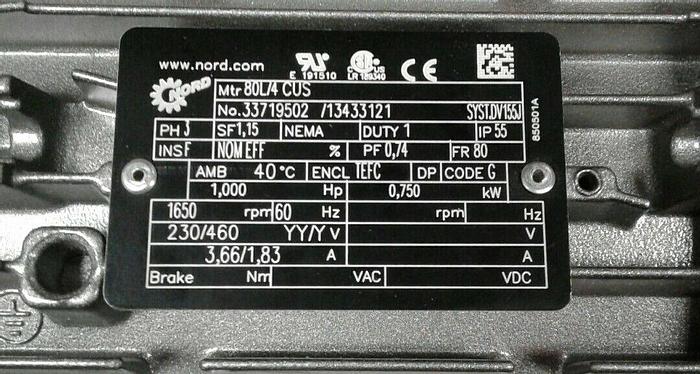 www.nord.com E 191510 LR 189340 CE
NORD
Mtr 80L/4 CUS
No.33719502 /13433121 SYST.DV155J
PH 3 SF1,15 NEMA DUTY 1 IP 55
INS F NOM EFF % PF 0,74 FR 80
AMB 40 °C ENCL TEFC DP CODE G
1,000 Hp 0,750 kW
1650 rpm 60 Hz rpm Hz
230/460 YY/Y V V
3,66/1,83 A A
Brake Nm VAC VDC
850501A